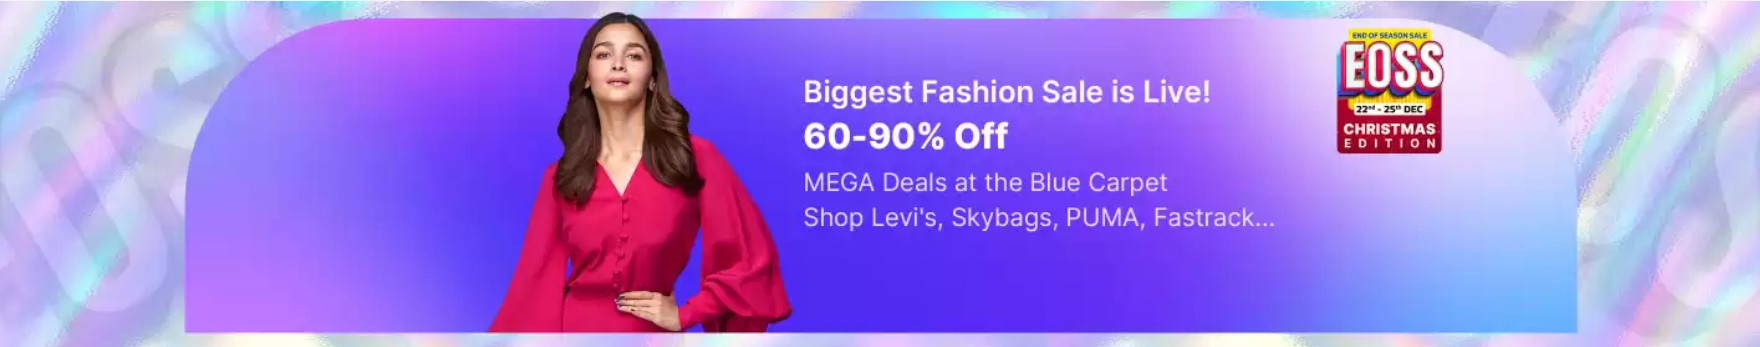 Biggest Fashion Sale is Live!
60-90% Off
MEGA Deals at the Blue Carpet
Shop Levi's, Skybags, PUMA, Fastrack...
END OF SEASON SALE
EOSS
22nd - 25th DEC
CHRISTMAS
EDITION